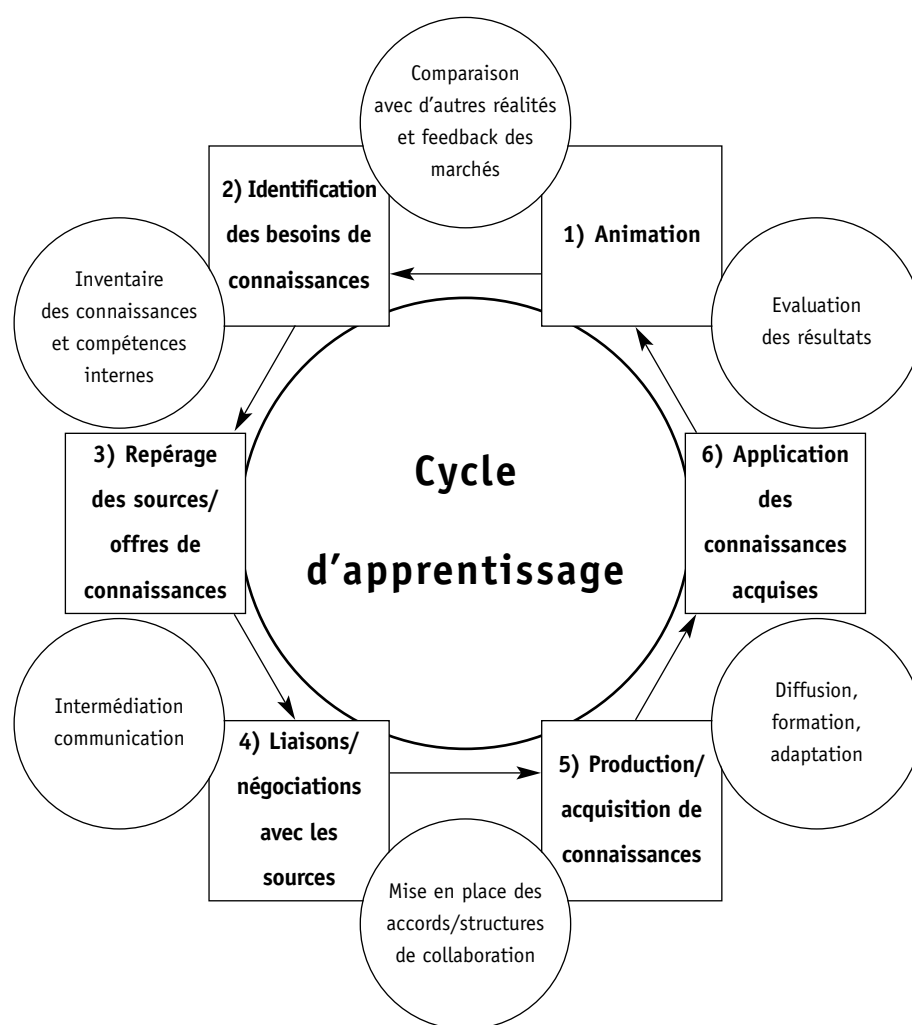 Comparaison
avec d'autres réalités
et feedback des
marchés
1) Animation
2) Identification
des besoins de
connaissances
Inventaire
des connaissances
et compétences
internes
Evaluation
des résultats
3) Repérage
des sources/
offres de
connaissances
Cycle
d'apprentissage
6) Application
des
connaissances
acquises
Intermédiation
communication
4) Liaisons/
négociations
avec les
sources
5) Production/
acquisition de
connaissances
Diffusion,
formation,
adaptation
Mise en place des
accords/structures
de collaboration